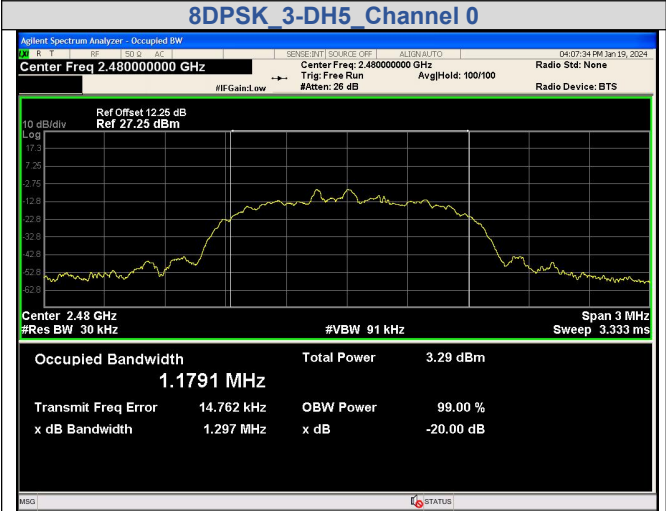 8DPSK_3-DH5_Channel 0
Agilent Spectrum Analyzer - Occupied BW
R T RF 50 Ω AC SENSE:INT SOURCE OFF ALIGN AUTO 04:07:34 PM Jan 19, 2024
Center Freq 2.480000000 GHz Center Freq: 2.480000000 GHz Radio Std: None
Trig: Free Run Avg|Hold: 100/100
#IFGain:Low #Atten: 26 dB Radio Device: BTS
Ref Offset 12.25 dB
10 dB/div Ref 27.25 dBm
Log
17.3
7.25
-2.75
-12.8
-22.8
-32.8
-42.8
-52.8
-62.8
Center 2.48 GHz Span 3 MHz
#Res BW 30 kHz #VBW 91 kHz Sweep 3.333 ms
Occupied Bandwidth Total Power 3.29 dBm
1.1791 MHz
Transmit Freq Error 14.762 kHz OBW Power 99.00 %
x dB Bandwidth 1.297 MHz x dB -20.00 dB
MSG STATUS